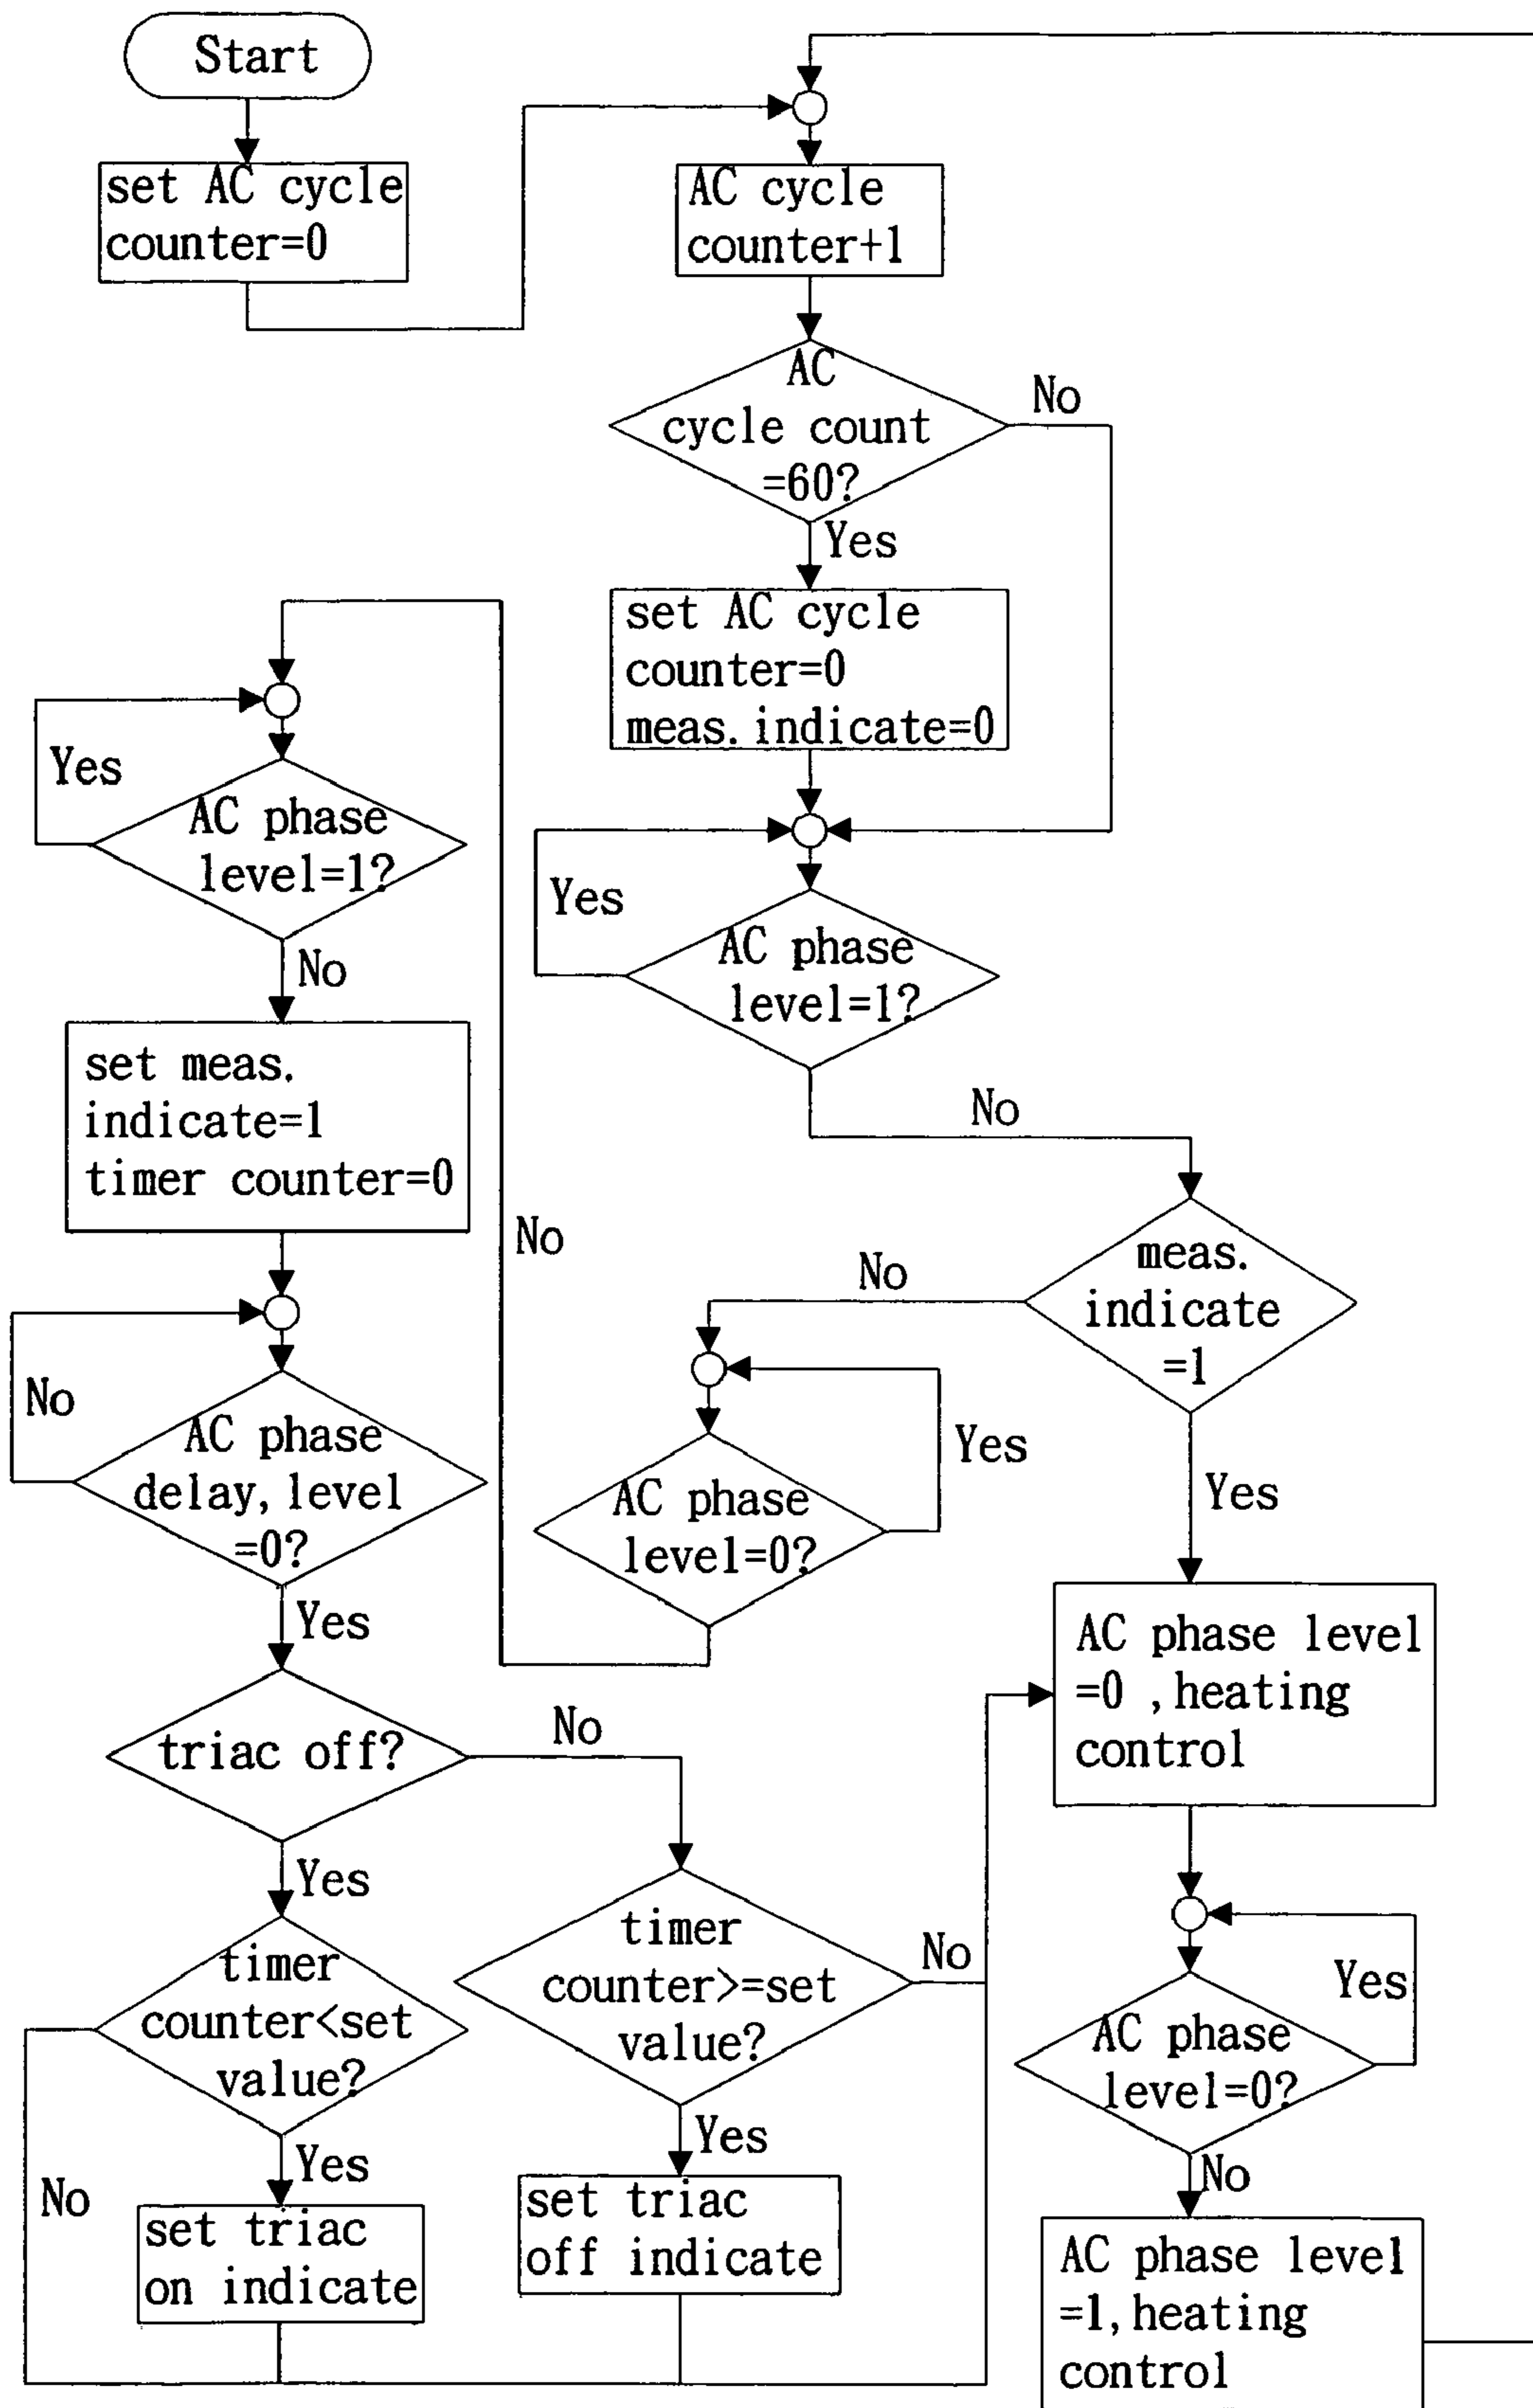 Start
set AC cycle
counter=0
AC cycle
counter+1
AC
cycle count
=60?
No
Yes
set AC cycle
counter=0
meas. indicate=0
Yes
AC phase
level=1?
No
meas.
indicate
=1
No
Yes
AC phase
level=0?
Yes
No
Yes
AC phase
level=1?
No
set meas.
indicate=1
timer counter=0
No
AC phase
delay, level
=0?
Yes
triac off?
No
Yes
timer
counter<set
value?
No
Yes
set triac
on indicate
timer
counter>=set
value?
No
Yes
set triac
off indicate
AC phase level
=0 ,heating
control
Yes
AC phase
level=0?
No
AC phase level
=1, heating
control